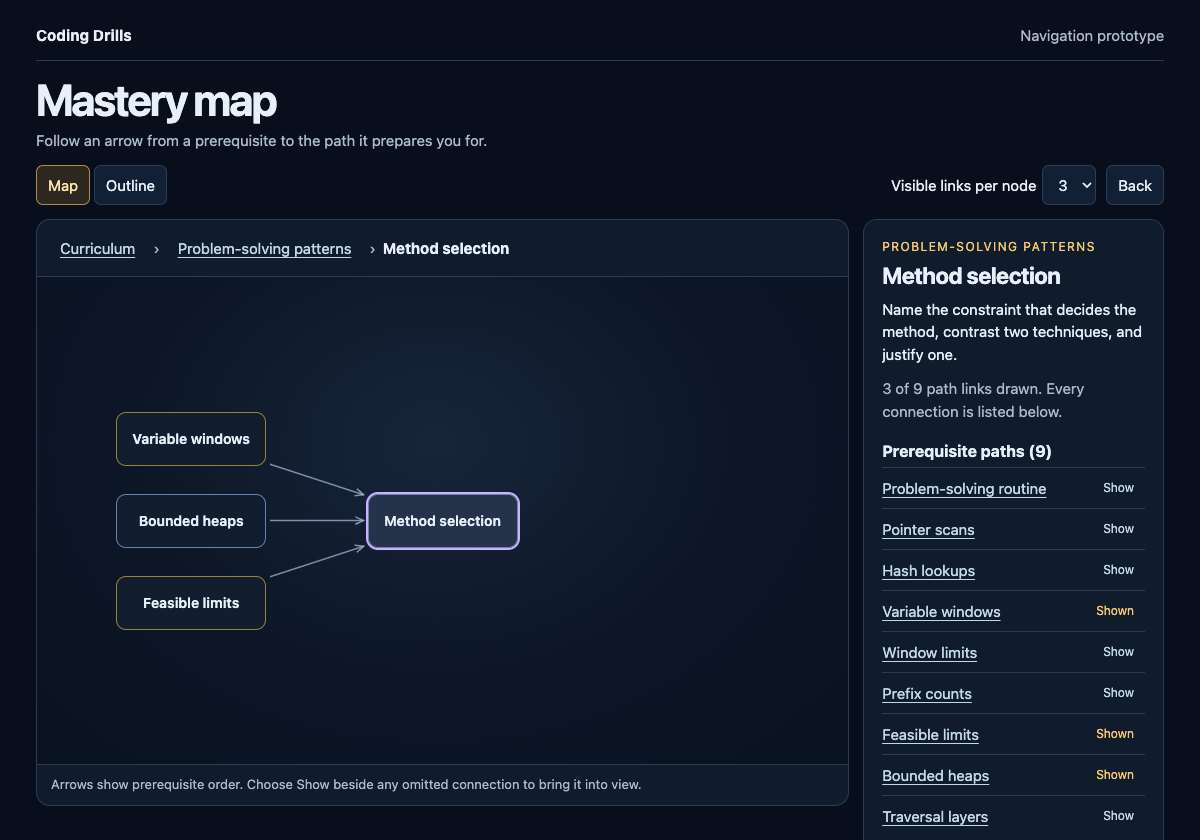 Coding Drills
Navigation prototype
Mastery map
Follow an arrow from a prerequisite to the path it prepares you for.
Map
Outline
Visible links per node
3
Back
Curriculum › Problem-solving patterns › Method selection
Variable windows
Bounded heaps
Feasible limits
Method selection
Arrows show prerequisite order. Choose Show beside any omitted connection to bring it into view.
PROBLEM-SOLVING PATTERNS
Method selection
Name the constraint that decides the
method, contrast two techniques, and
justify one.
3 of 9 path links drawn. Every
connection is listed below.
Prerequisite paths (9)
Problem-solving routine Show
Pointer scans Show
Hash lookups Show
Variable windows Shown
Window limits Show
Prefix counts Show
Feasible limits Shown
Bounded heaps Shown
Traversal layers Show